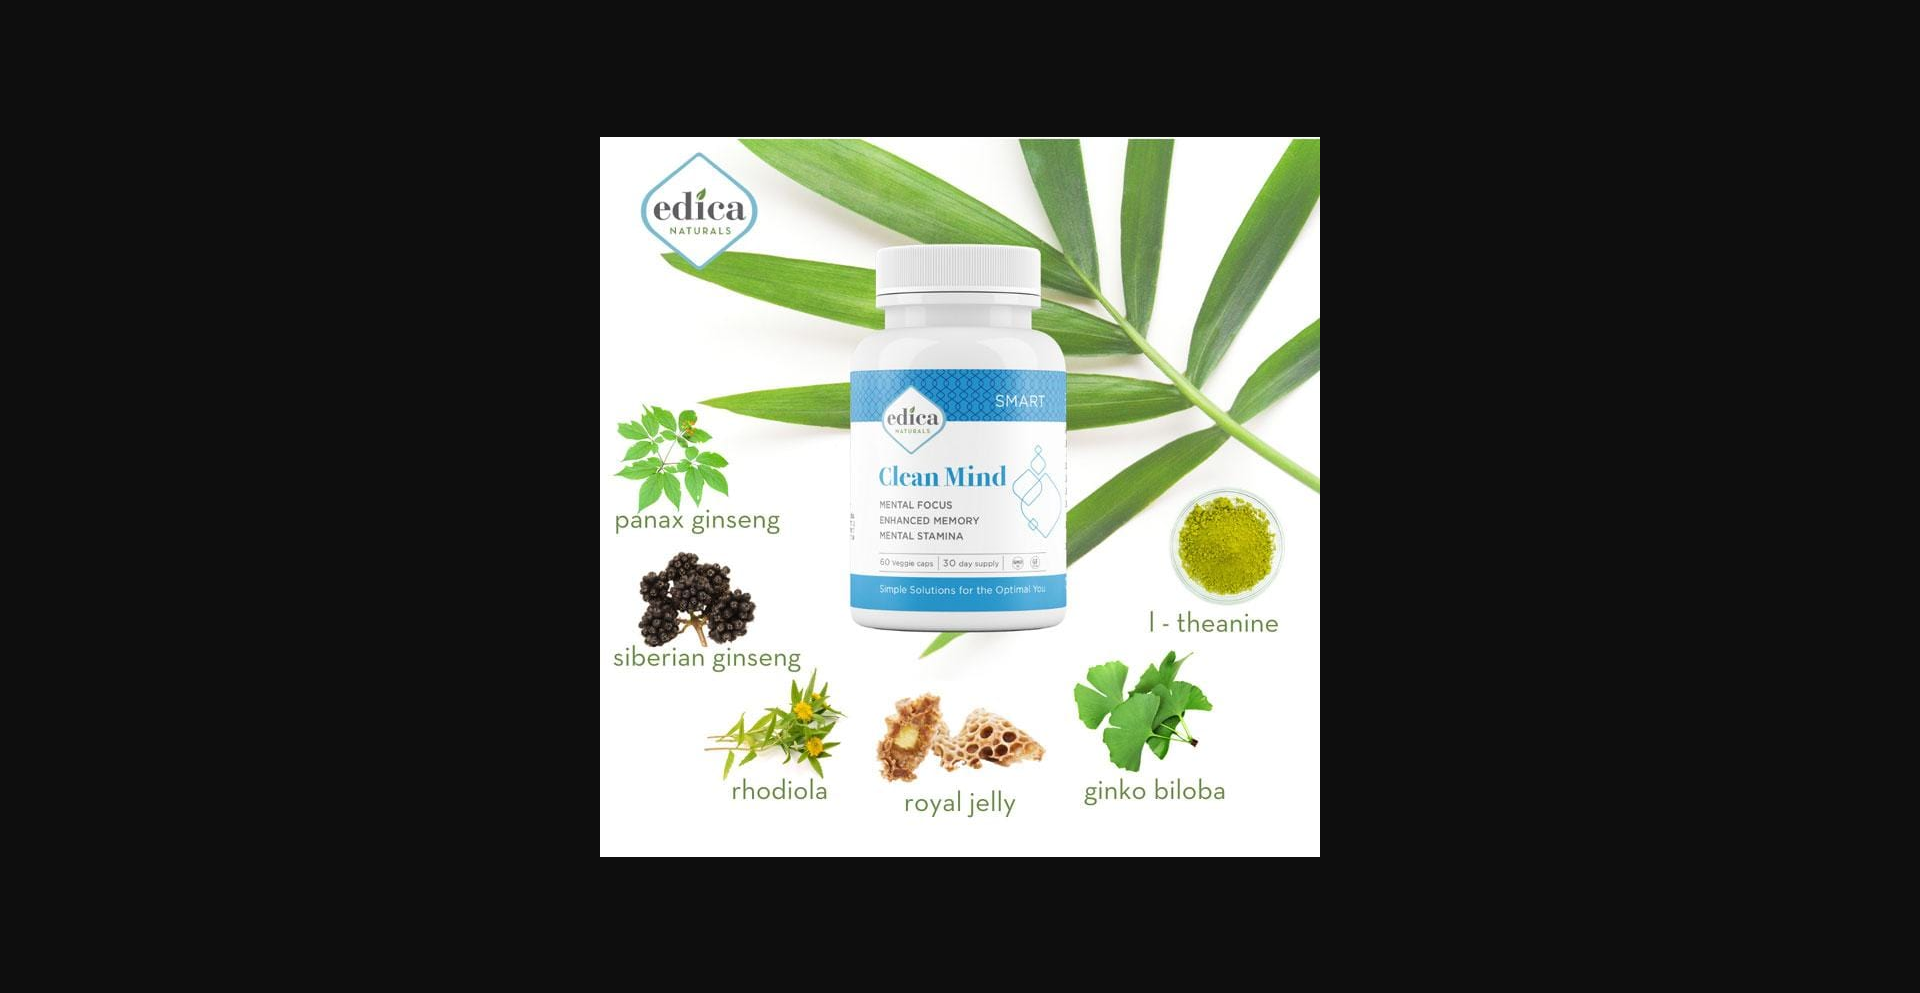 edica
NATURALS
SMART
edica
NATURALS
Clean Mind
MENTAL FOCUS
ENHANCED MEMORY
MENTAL STAMINA
60 veggie caps | 30 day supply |
Simple Solutions for the Optimal You
panax ginseng
siberian ginseng
rhodiola
royal jelly
ginko biloba
l - theanine